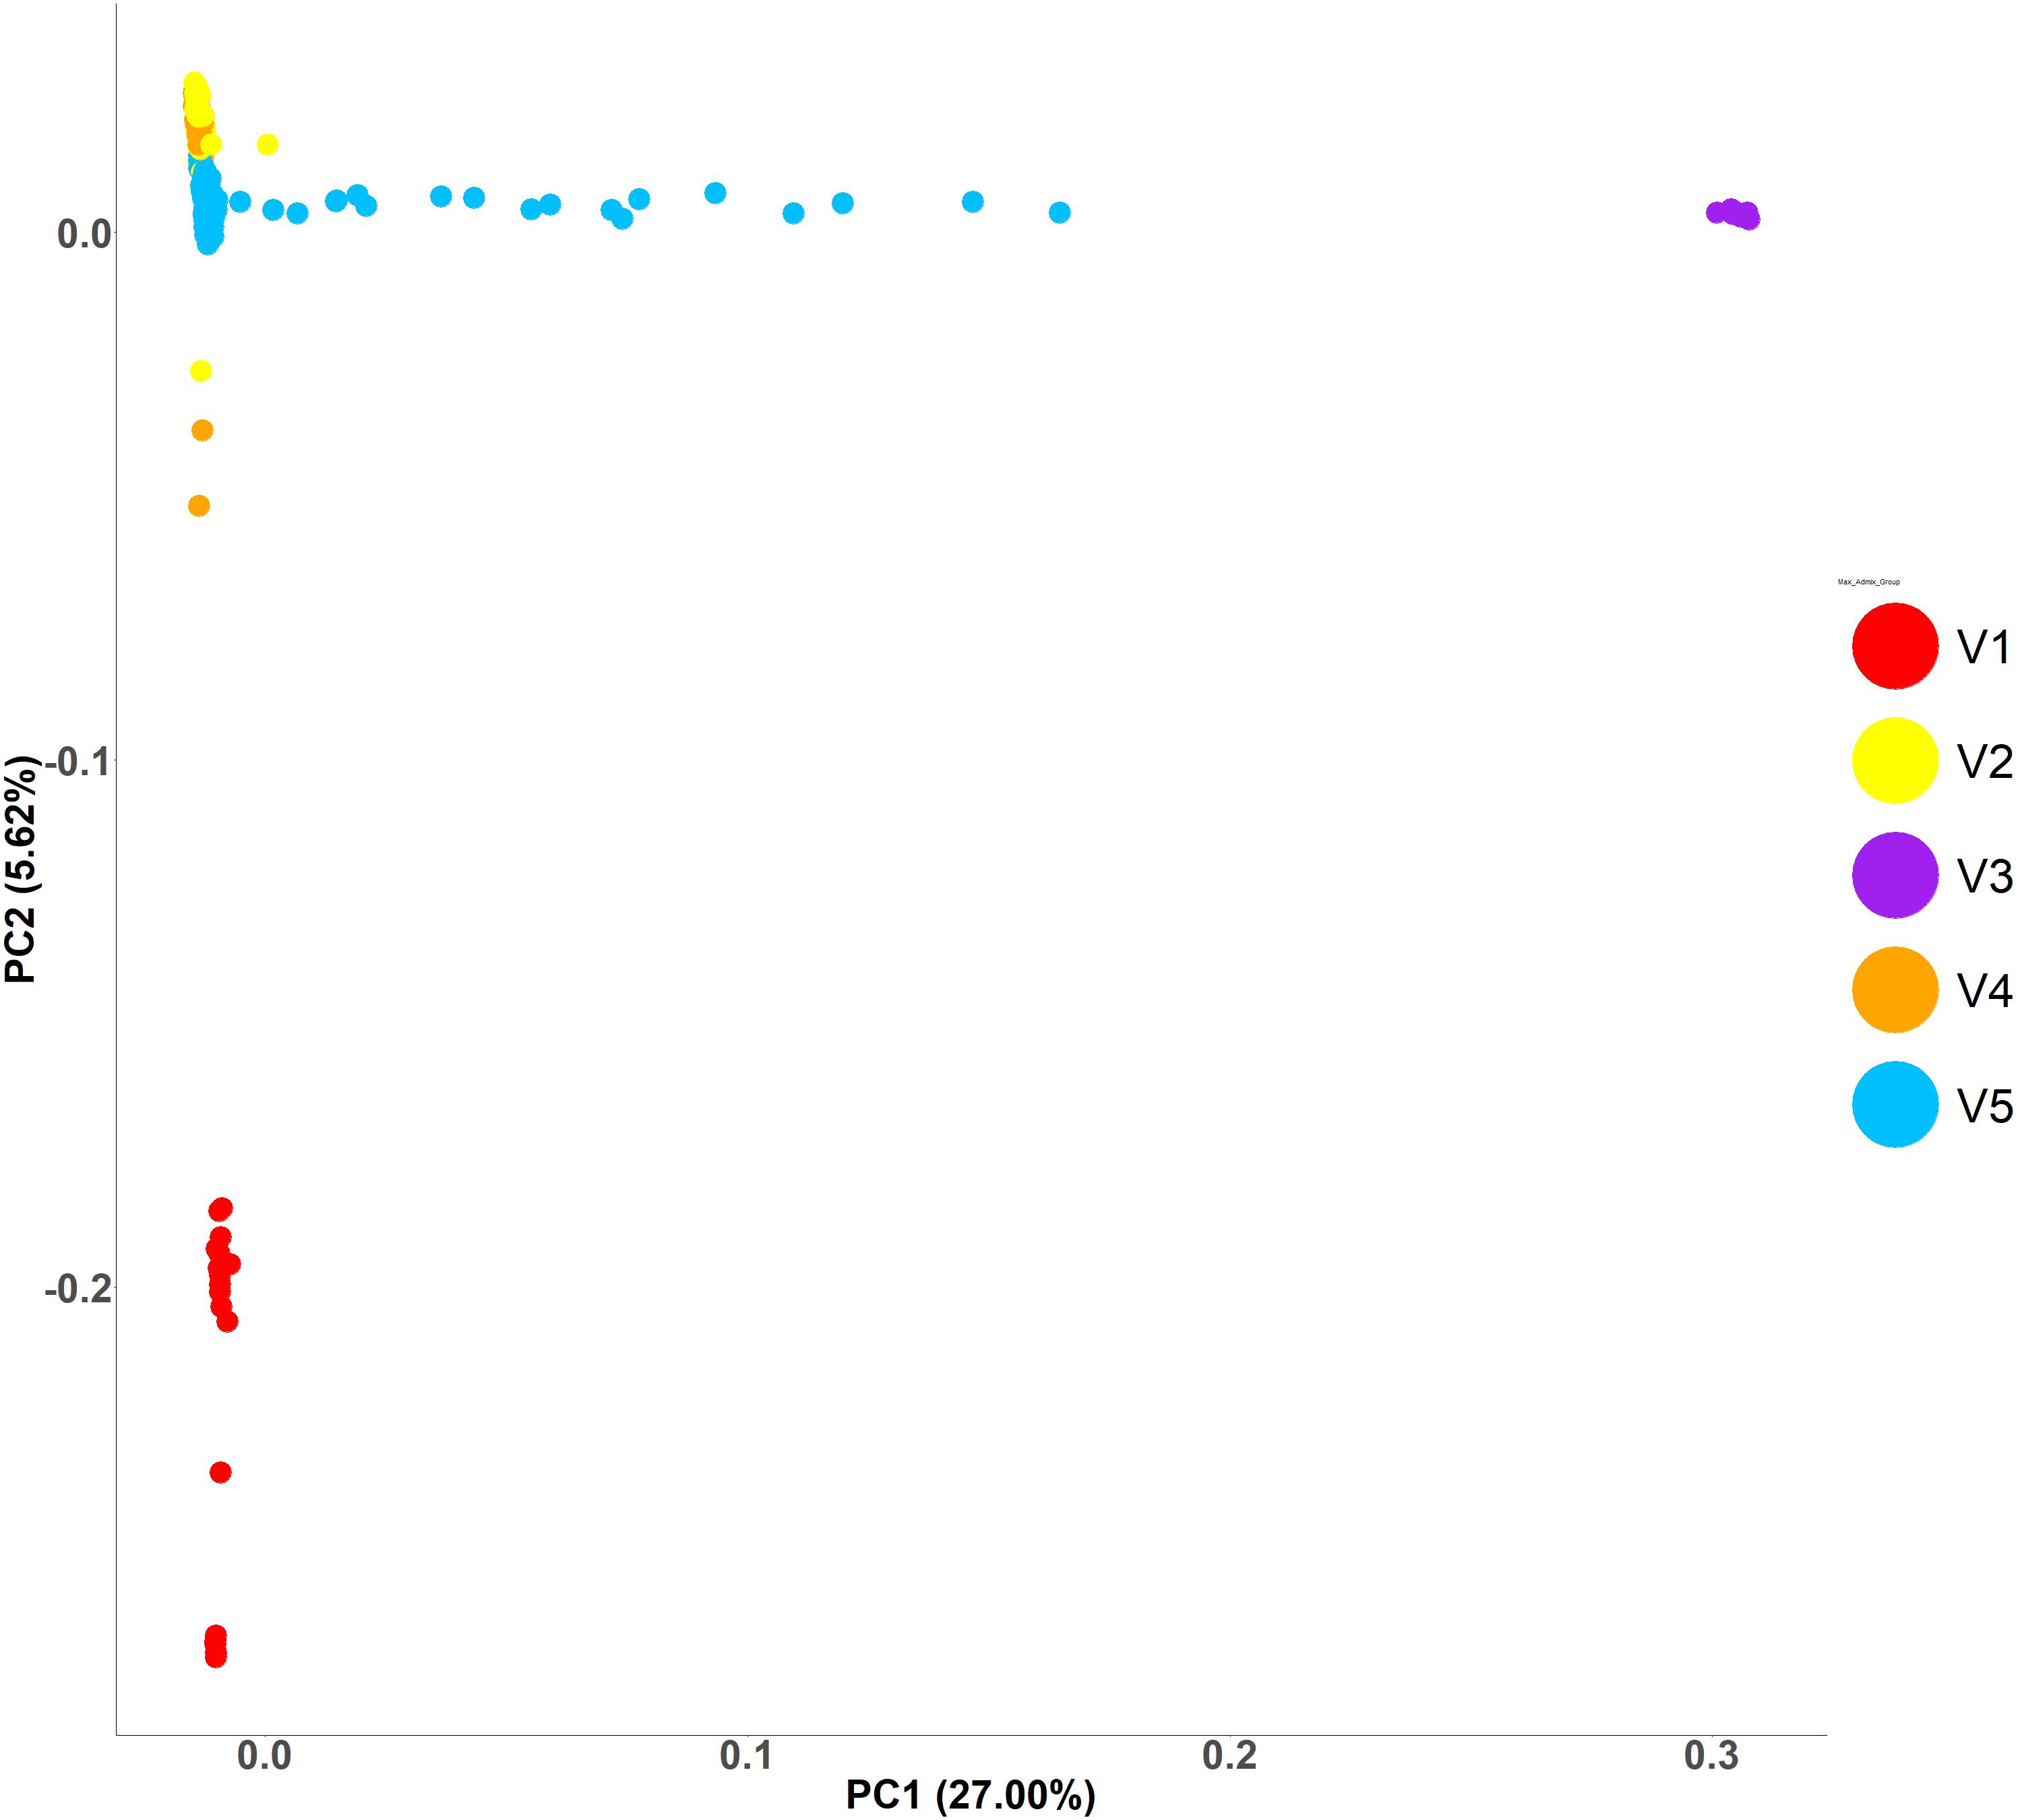 0.0
-0.1
-0.2
PC2 (5.62%)
0.0 0.1 0.2 0.3
PC1 (27.00%)
Max_Admix_Group
V1
V2
V3
V4
V5